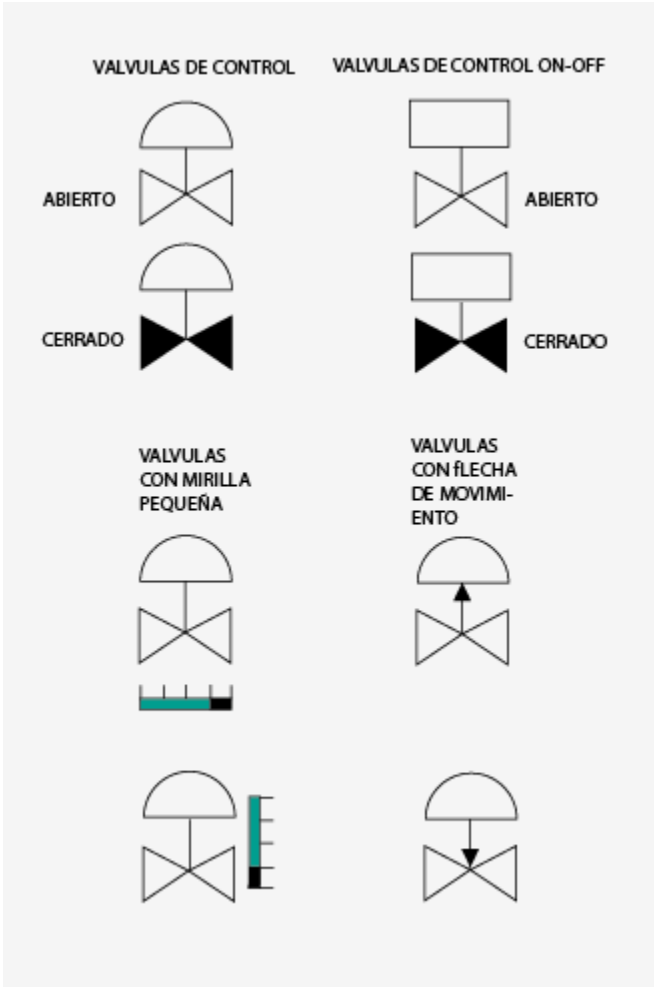 VALVULAS DE CONTROL
VALVULAS DE CONTROL ON-OFF
ABIERTO
ABIERTO
CERRADO
CERRADO
VALVULAS
CON MIRILLA
PEQUEÑA
VALVULAS
CON fLECHA
DE MOVIMI-
ENTO